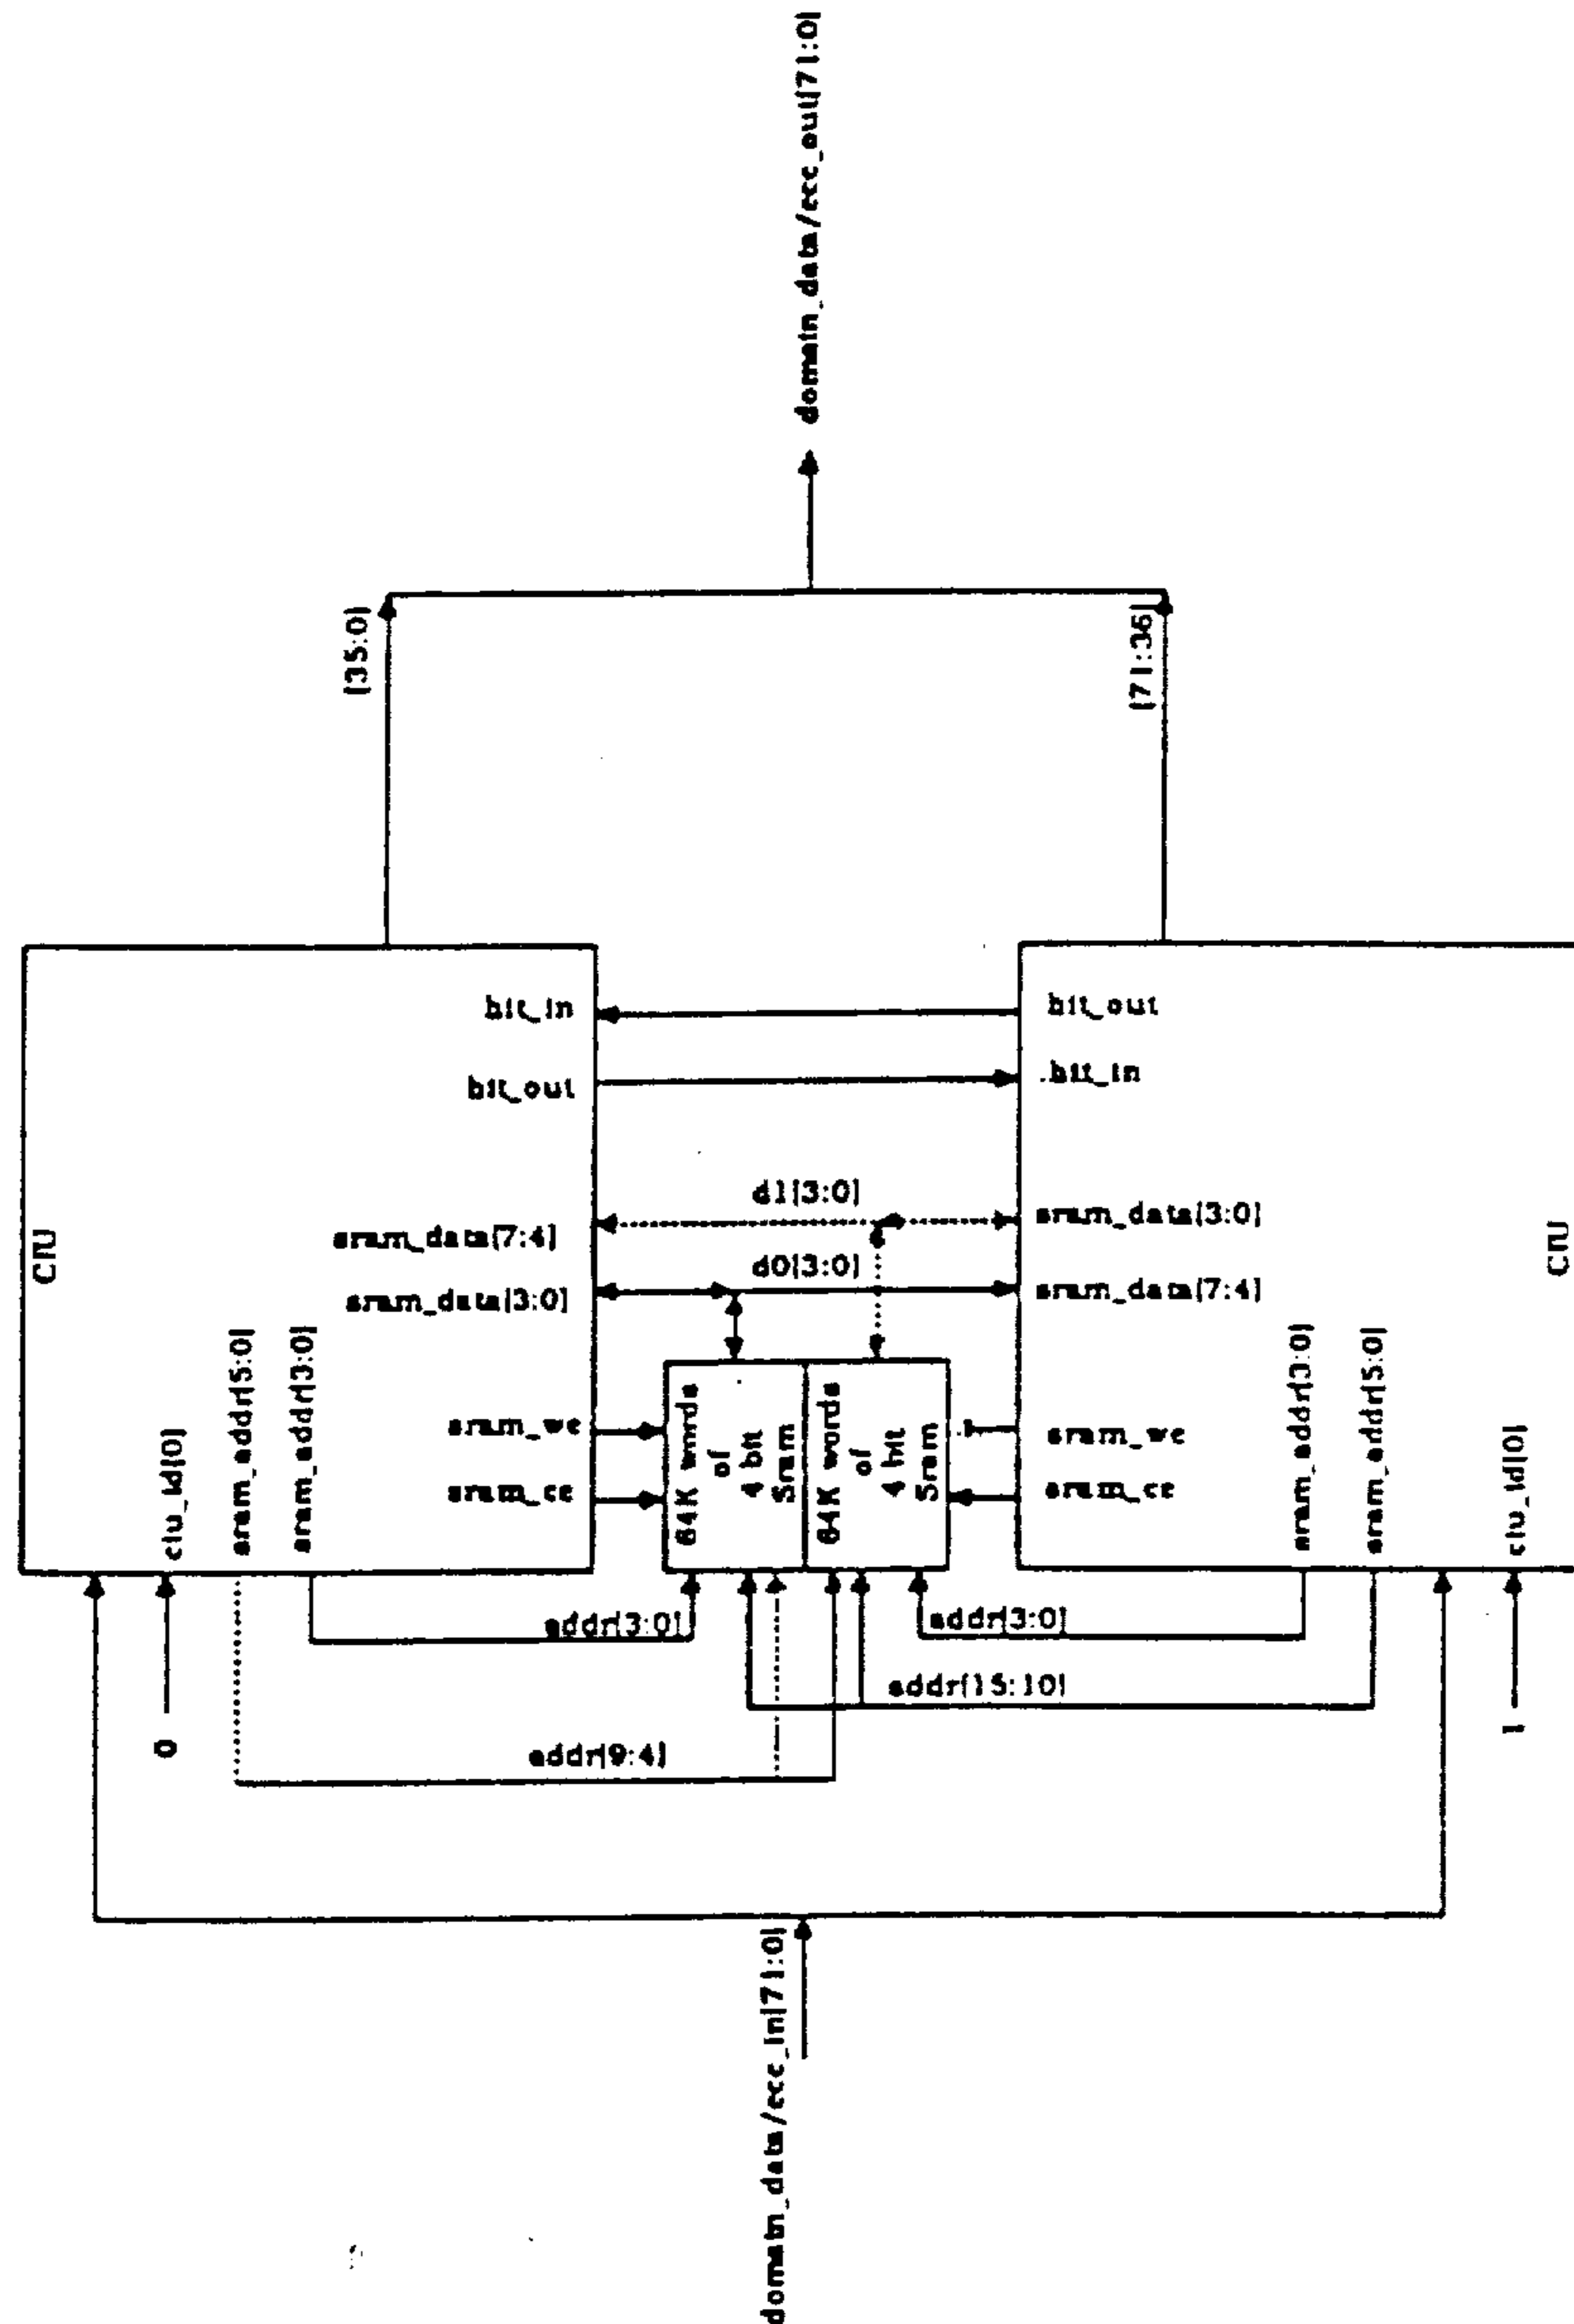 domain_data/ecc_out[71:0]
[35:0]
[71:36]
CIU
bit_in
bit_out
sram_data[7:4]
sram_data[3:0]
sram_we
sram_ce
sram_addr[5:0]
sram_addr[3:0]
ciu_id[0]
0
d1[3:0]
d0[3:0]
64K words
of
4 bit
Sram
64K words
of
4 bit
Sram
addr[3:0]
addr[3:0]
addr[15:10]
addr[9:4]
bit_out
bit_in
sram_data[3:0]
sram_data[7:4]
sram_we
sram_ce
sram_addr[3:0]
sram_addr[5:0]
CIU
ciu_id[0]
1
domain_data/ecc_in[71:0]